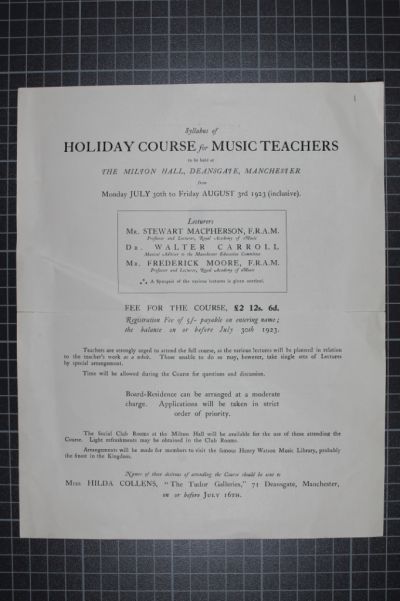 Syllabus of
HOLIDAY COURSE for MUSIC TEACHERS
to be held at
THE MILTON HALL, DEANSGATE, MANCHESTER
from
Monday JULY 30th to Friday AUGUST 3rd 1923 (inclusive).
Lecturers
MR. STEWART MACPHERSON, F.R.A.M.
Professor and Lecturer, Royal Academy of Music
DR. WALTER CARROLL
Musical Adviser to the Manchester Education Committee
MR. FREDERICK MOORE, F.R.A.M.
Professor and Lecturer, Royal Academy of Music
⁂ A Synopsis of the various lectures is given overleaf.
FEE FOR THE COURSE, £2 12s. 6d.
Registration Fee of 5/- payable on entering name;
the balance on or before July 30th 1923.
Teachers are strongly urged to attend the full course, as the various lectures will be planned in relation
to the teacher's work as a whole. Those unable to do so may, however, take single sets of Lectures
by special arrangement.
Time will be allowed during the Course for questions and discussion.
Board-Residence can be arranged at a moderate
charge. Applications will be taken in strict
order of priority.
The Social Club Rooms at the Milton Hall will be available for the use of those attending the
Course. Light refreshments may be obtained in the Club Rooms.
Arrangements will be made for members to visit the famous Henry Watson Music Library, probably
the finest in the Kingdom.
Names of those desirous of attending the Course should be sent to
MISS HILDA COLLENS, "The Tudor Galleries," 71 Deansgate, Manchester,
on or before JULY 16TH.